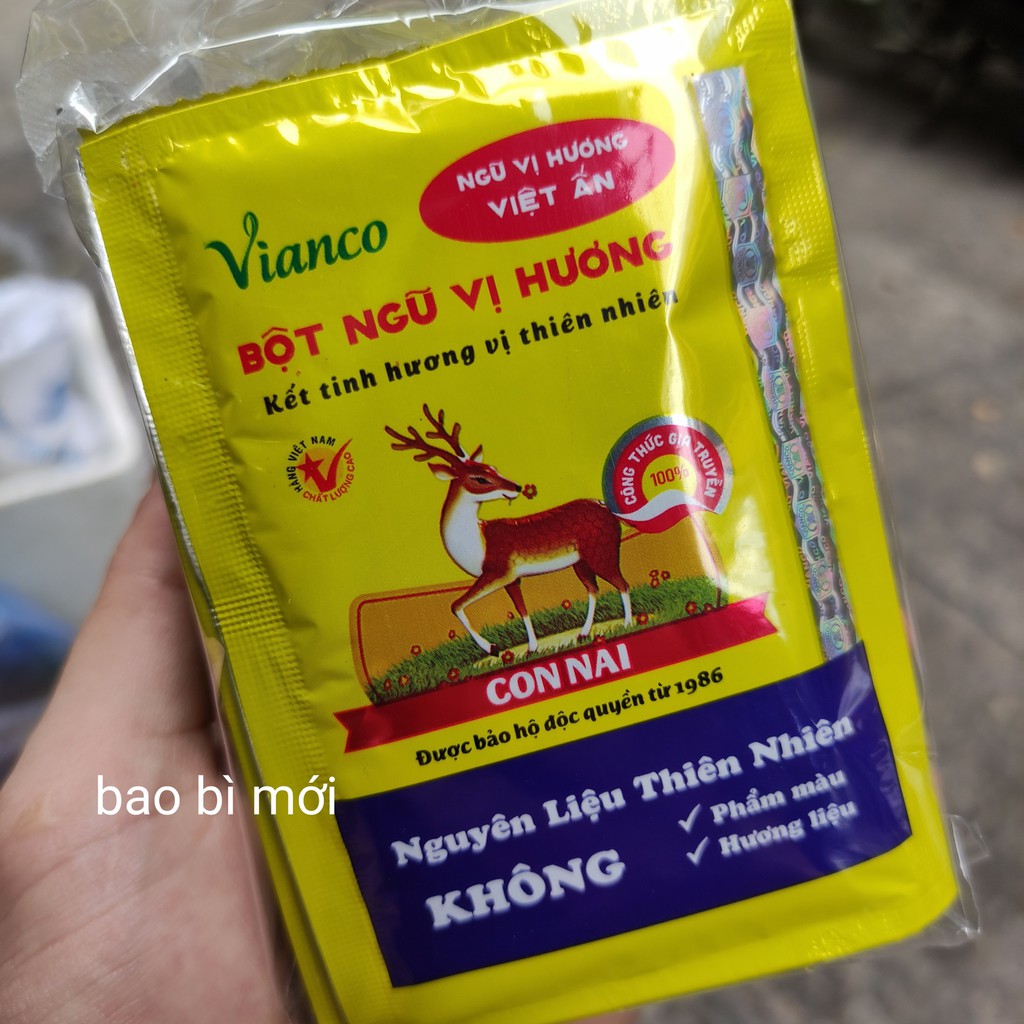 NGŨ VỊ HƯƠNG
VIỆT ẤN
Vianco
BỘT NGŨ VỊ HƯƠNG
Kết tinh hương vị thiên nhiên
HÀNG VIỆT NAM
CHẤT LƯỢNG CAO
CÔNG THỨC GIA TRUYỀN
100%
CON NAI
Được bảo hộ độc quyền từ 1986
bao bì mới
Nguyên Liệu Thiên Nhiên
KHÔNG
✓ Phẩm màu
✓ Hương liệu